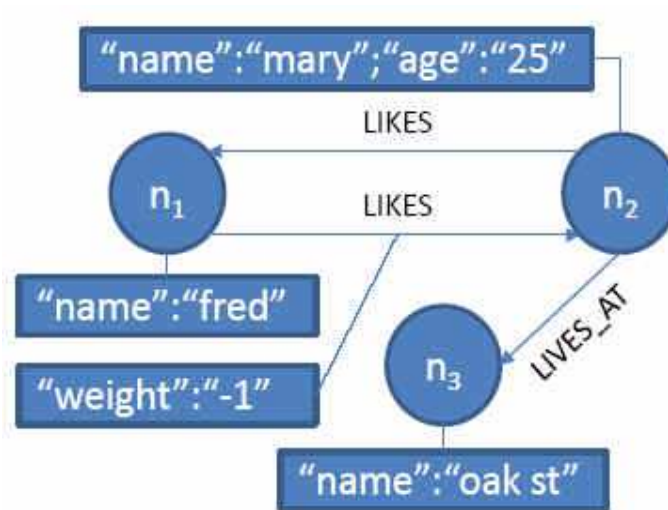 “name”:“mary”;“age”:“25”
LIKES
n₁
LIKES
n₂
“name”:“fred”
LIVES_AT
n₃
“weight”:“-1”
“name”:“oak st”